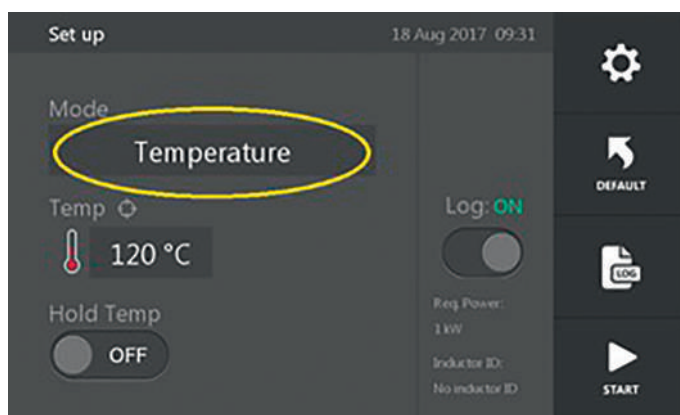 Set up
18 Aug 2017 09:31
Mode
Temperature
DEFAULT
Temp
Log: ON
120 °C
LOG
Hold Temp
Req. Power:
1 kW
OFF
Inductor ID:
No inductor ID
START